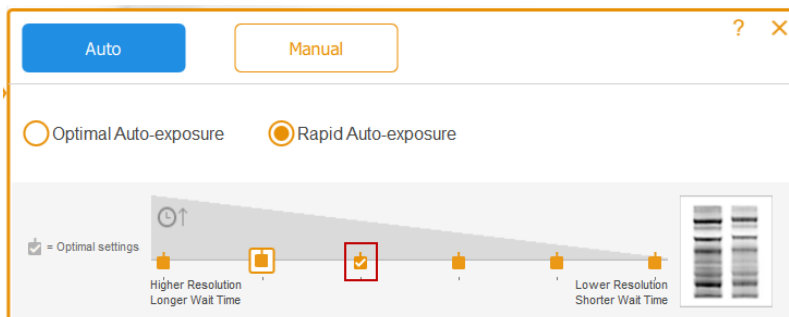 Auto
Manual
?
Optimal Auto-exposure
Rapid Auto-exposure
= Optimal settings
Higher Resolution
Longer Wait Time
Lower Resolution
Shorter Wait Time